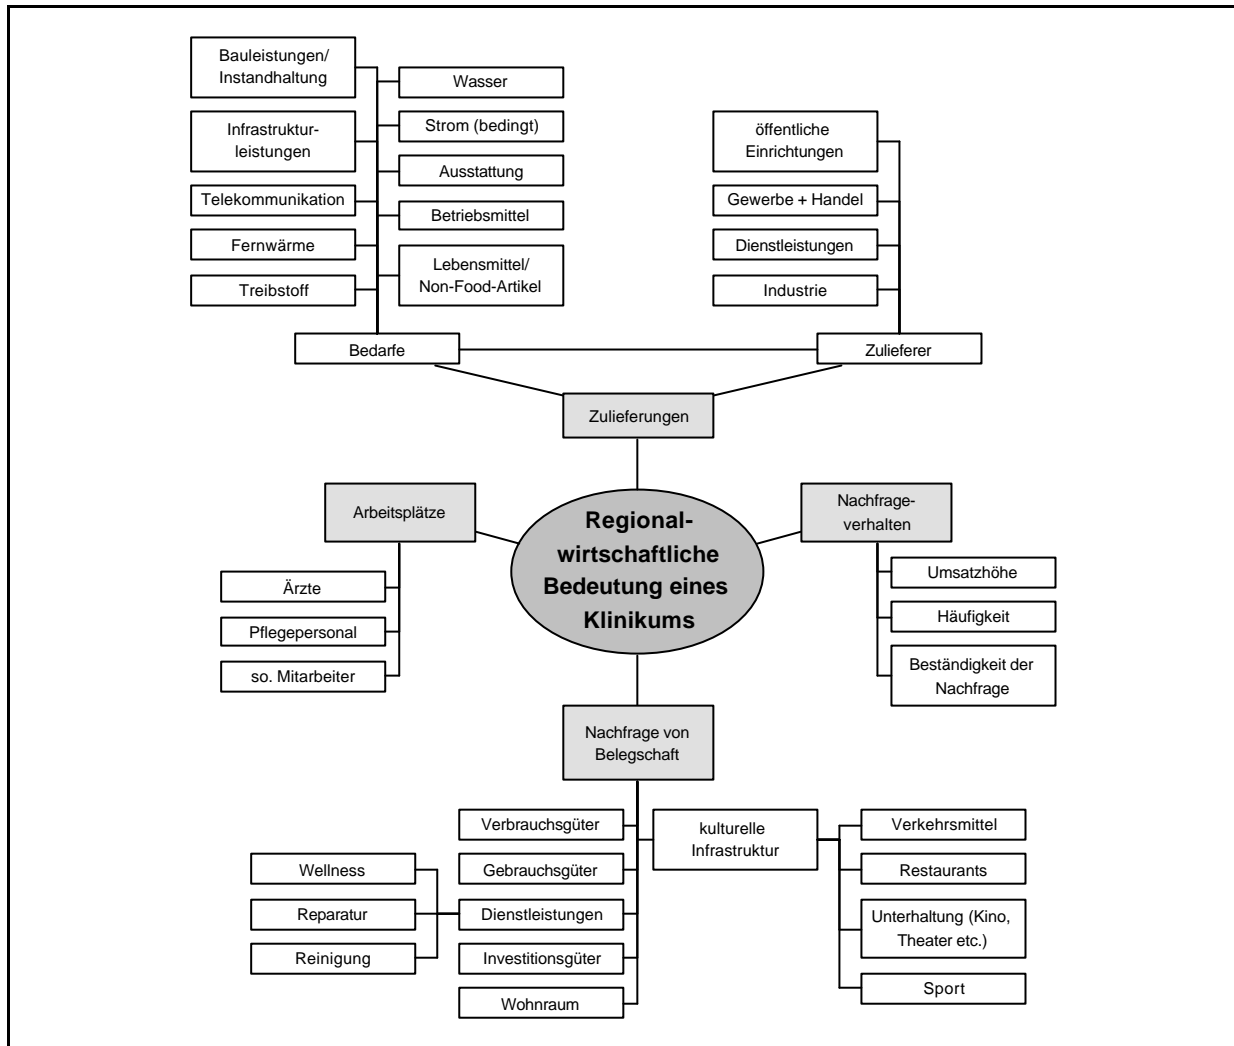 Bauleistungen/
Instandhaltung
Infrastruktur-
leistungen
Telekommunikation
Fernwärme
Treibstoff
Wasser
Strom (bedingt)
Ausstattung
Betriebsmittel
Lebensmittel/
Non-Food-Artikel
öffentliche
Einrichtungen
Gewerbe + Handel
Dienstleistungen
Industrie
Bedarfe
Zulieferer
Zulieferungen
Arbeitsplätze
Ärzte
Pflegepersonal
so. Mitarbeiter
Regional-
wirtschaftliche
Bedeutung eines
Klinikums
Nachfrage-
verhalten
Umsatzhöhe
Häufigkeit
Beständigkeit der
Nachfrage
Nachfrage von
Belegschaft
Verbrauchsgüter
Gebrauchsgüter
Dienstleistungen
Investitionsgüter
Wohnraum
Wellness
Reparatur
Reinigung
kulturelle
Infrastruktur
Verkehrsmittel
Restaurants
Unterhaltung (Kino,
Theater etc.)
Sport